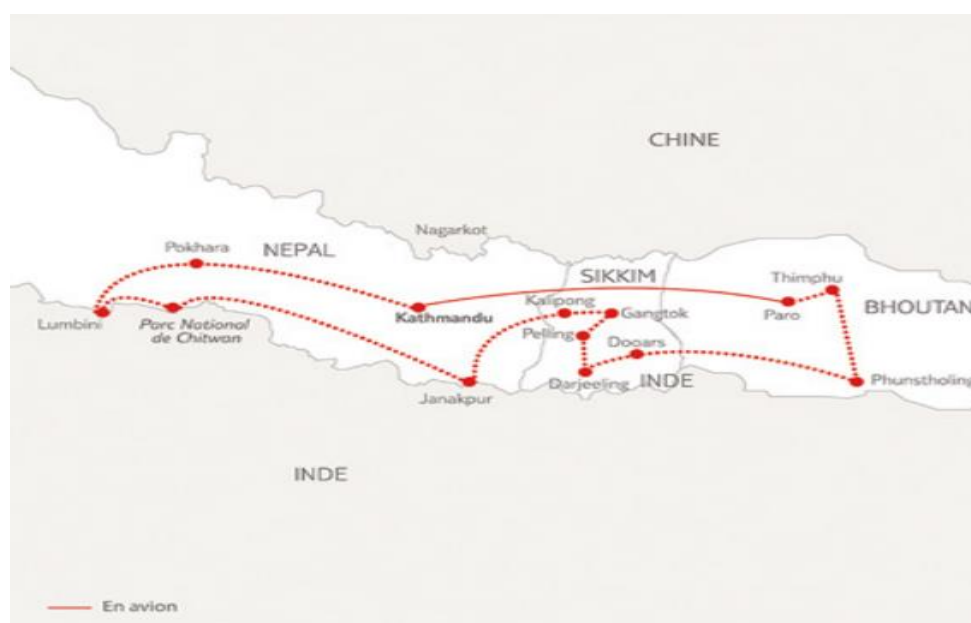 CHINE
Nagarkot
Pokhara
NEPAL
SIKKIM
Thimphu
Kalipong
Gangtok
BHOUTAN
Lumbini
Parc National
de Chitwan
Kathmandu
Paro
Pelling
Dooars
Janakpur
Darjeeling
INDE
Phunstholing
INDE
En avion